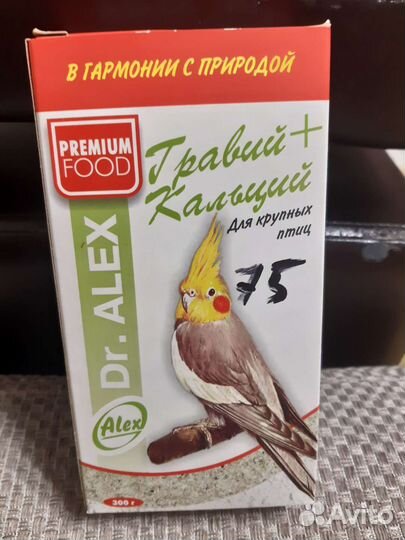 В ГАРМОНИИ С ПРИРОДОЙ
PREMIUM
FOOD
Гравий +
Кальций
Для крупных
птиц
75
Dr. ALEX
Alex
300 г
Avito